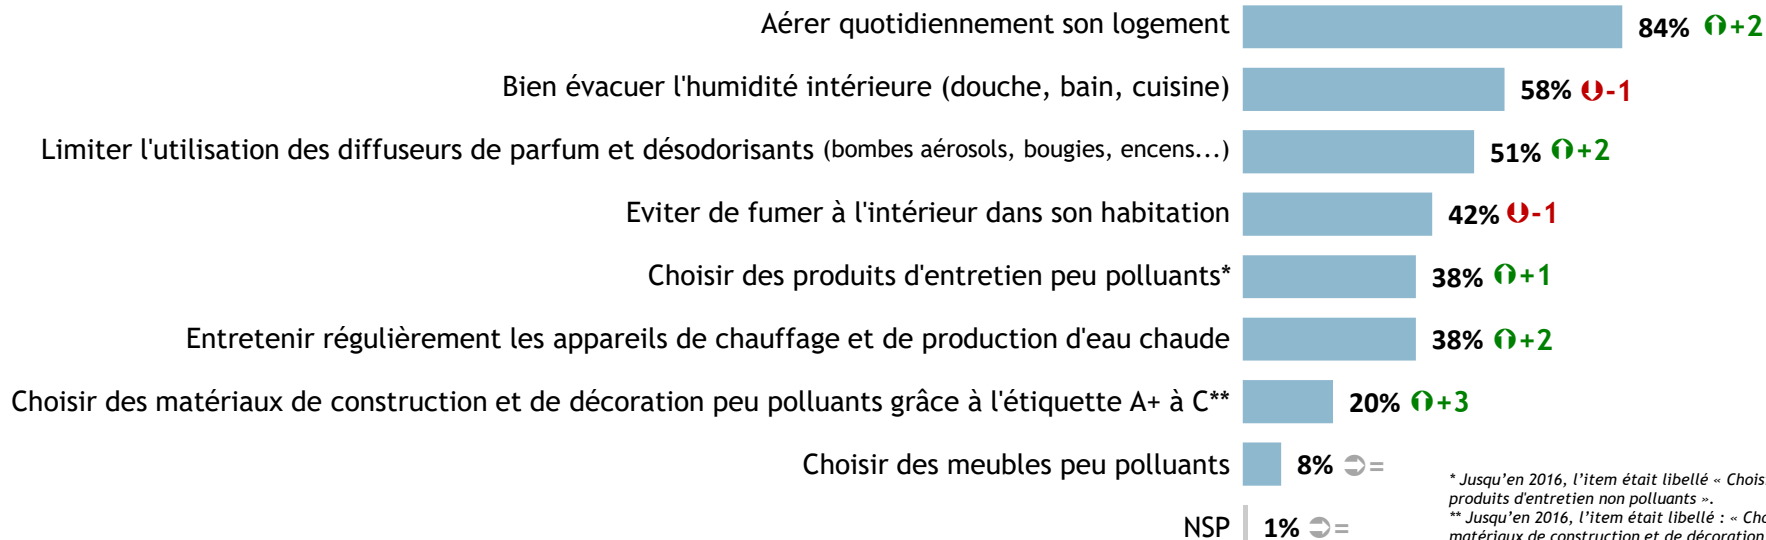 Aérer quotidiennement son logement 84% +2
Bien évacuer l'humidité intérieure (douche, bain, cuisine) 58% -1
Limiter l'utilisation des diffuseurs de parfum et désodorisants (bombes aérosols, bougies, encens...) 51% +2
Eviter de fumer à l'intérieur dans son habitation 42% -1
Choisir des produits d'entretien peu polluants* 38% +1
Entretenir régulièrement les appareils de chauffage et de production d'eau chaude 38% +2
Choisir des matériaux de construction et de décoration peu polluants grâce à l'étiquette A+ à C** 20% +3
Choisir des meubles peu polluants 8% =
NSP 1% =
* Jusqu'en 2016, l'item était libellé « Chois
produits d'entretien non polluants ».
** Jusqu'en 2016, l'item était libellé : « Cho
matériaux de construction et de décoration